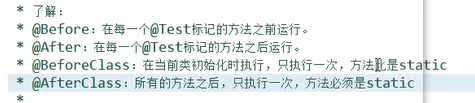 * 了解：
* @Before：在每一个@Test标记的方法之前运行。
* @After：在每一个@Test标记的方法之后运行。
* @BeforeClass：在当前类初始化时执行，只执行一次，方法是static
* @AfterClass：所有的方法之后，只执行一次，方法必须是static
*